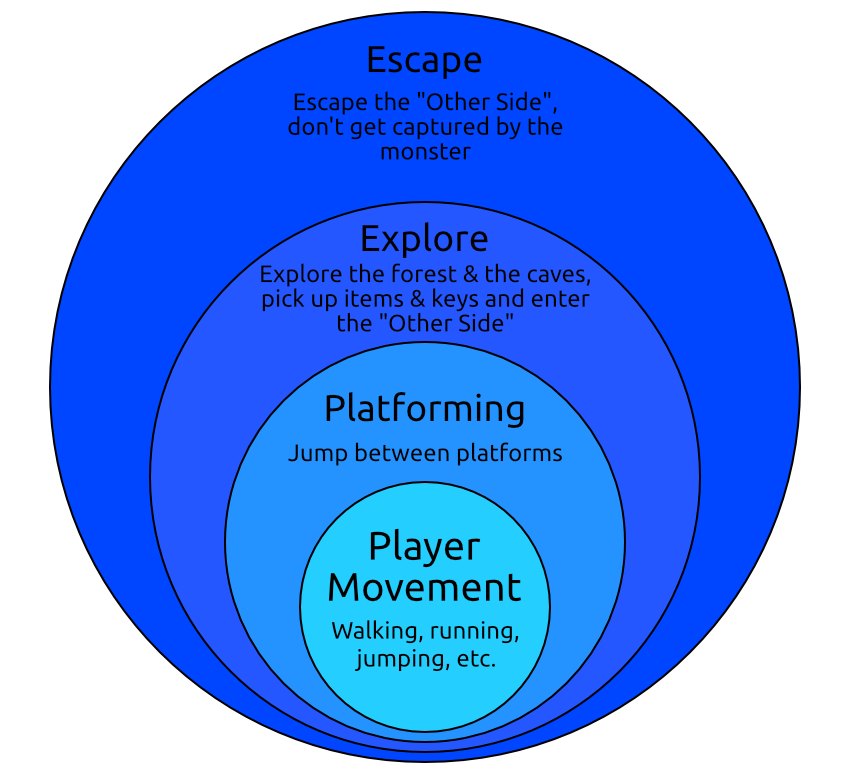 Escape
Escape the "Other Side",
don't get captured by the
monster
Explore
Explore the forest & the caves,
pick up items & keys and enter
the "Other Side"
Platforming
Jump between platforms
Player
Movement
Walking, running,
jumping, etc.